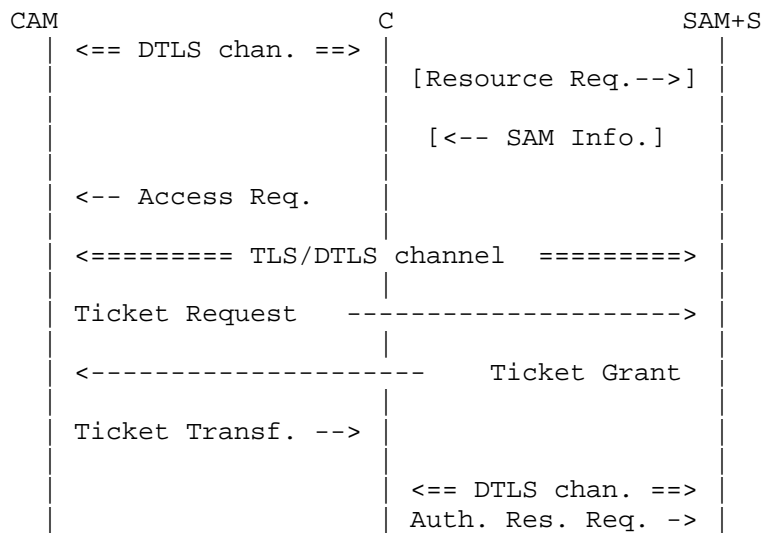 CAM C SAM+S
<== DTLS chan. ==>
[Resource Req.-->]
[<-- SAM Info.]
<-- Access Req.
<========= TLS/DTLS channel =========>
Ticket Request ---------------------->
<--------------------- Ticket Grant
Ticket Transf. -->
<== DTLS chan. ==>
Auth. Res. Req. ->